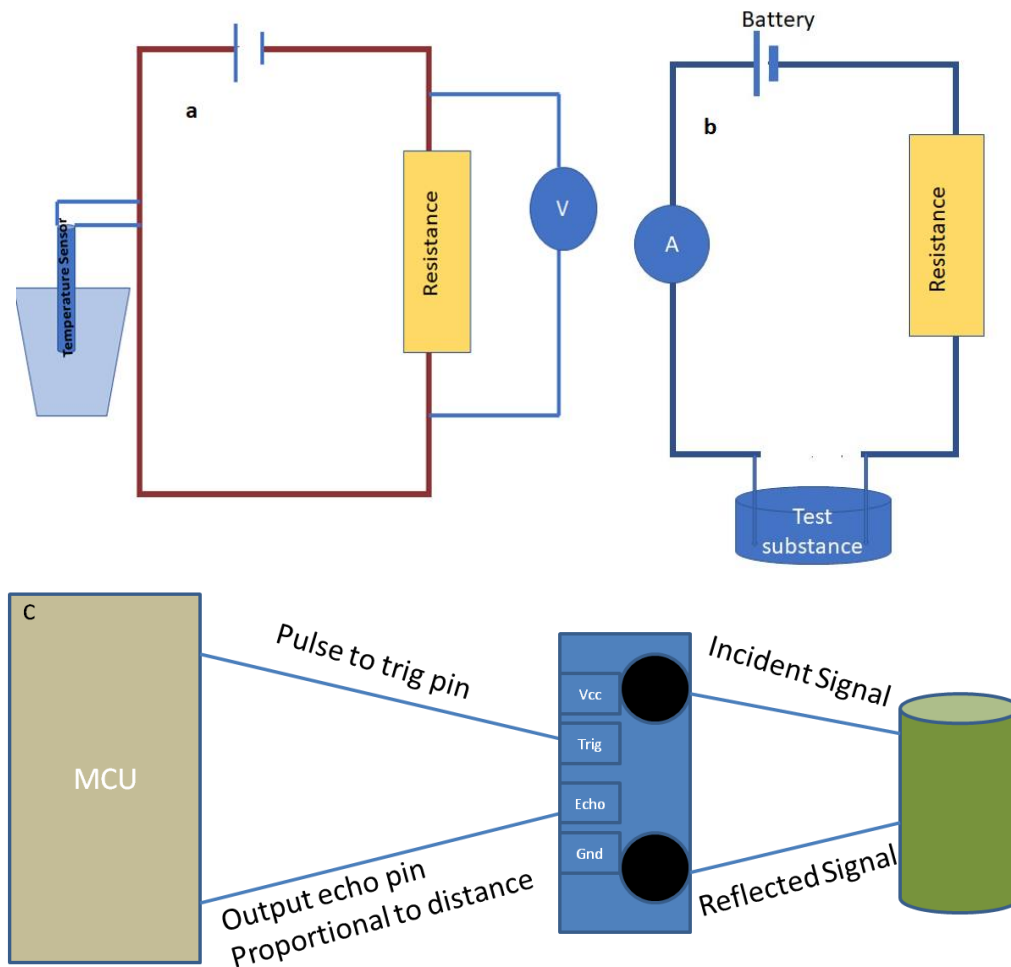 a
Temperature Sensor
Resistance
V
Battery
b
A
Resistance
Test
substance
C
MCU
Pulse to trig pin
Output echo pin
Proportional to distance
Vcc
Trig
Echo
Gnd
Incident Signal
Reflected Signal